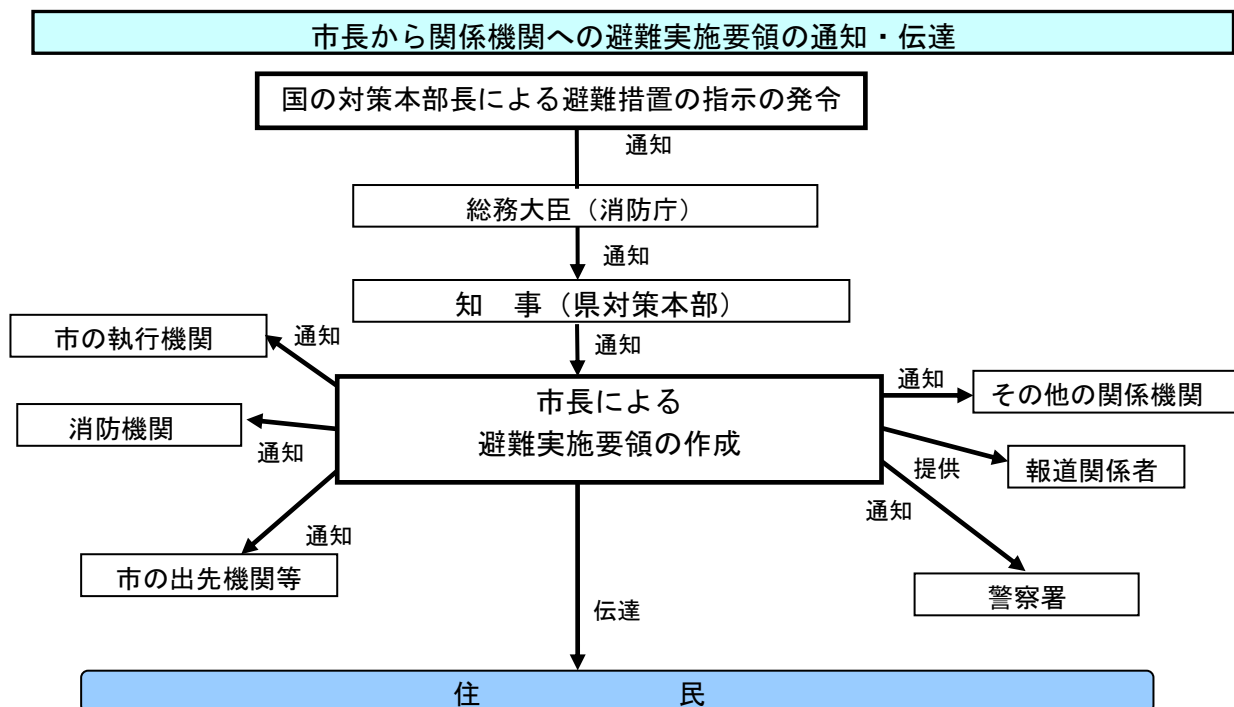 市長から関係機関への避難実施要領の通知・伝達
国の対策本部長による避難措置の指示の発令
通知
総務大臣（消防庁）
通知
知　事（県対策本部）
通知
市の執行機関
通知
消防機関
通知
通知
市の出先機関等
市長による
避難実施要領の作成
通知
その他の関係機関
提供
報道関係者
通知
警察署
伝達
住　　　　　　　　民